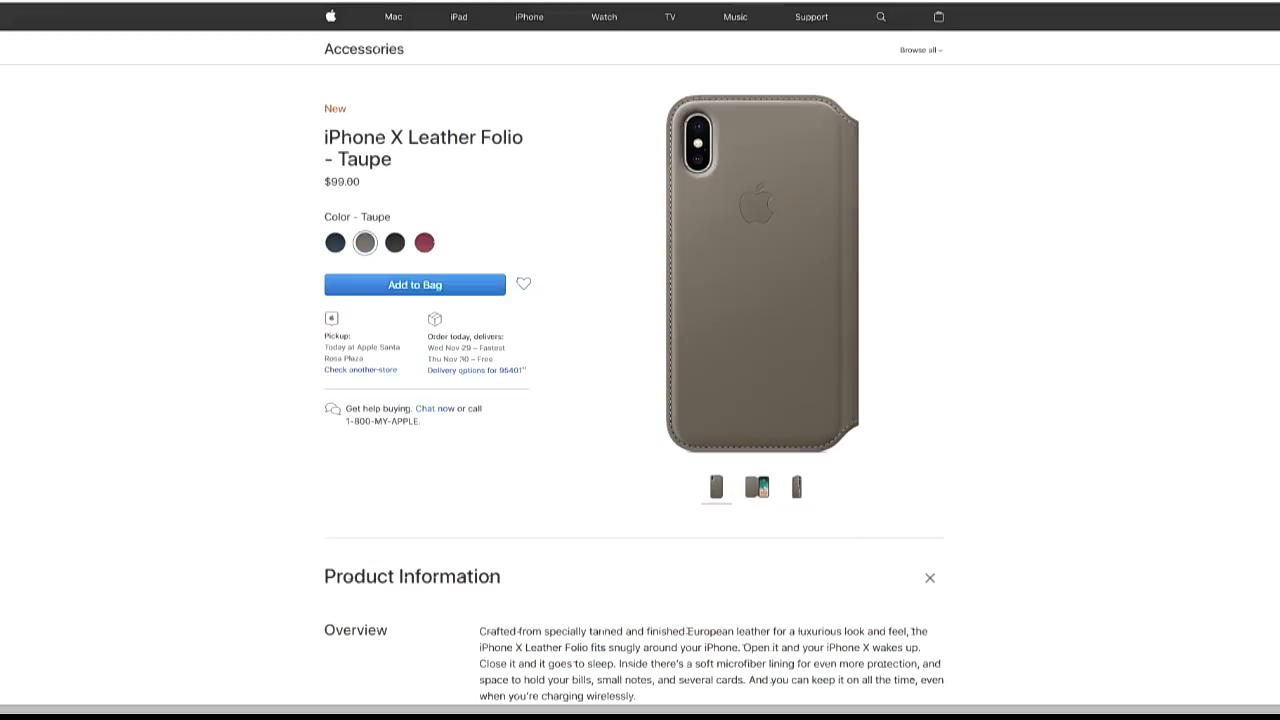 Mac iPad iPhone Watch TV Music Support
Accessories
Browse all
New
iPhone X Leather Folio
- Taupe
$99.00
Color - Taupe
Add to Bag
Pickup:
Today at Apple Santa
Rosa Plaza
Check another store
Order today, delivers:
Wed Nov 29 – Fastest
Thu Nov 30 – Free
Delivery options for 95401**
Get help buying. Chat now or call
1-800-MY-APPLE.
Product Information
Overview
Crafted from specially tanned and finished European leather for a luxurious look and feel, the
iPhone X Leather Folio fits snugly around your iPhone. Open it and your iPhone X wakes up.
Close it and it goes to sleep. Inside there's a soft microfiber lining for even more protection, and
space to hold your bills, small notes, and several cards. And you can keep it on all the time, even
when you're charging wirelessly.